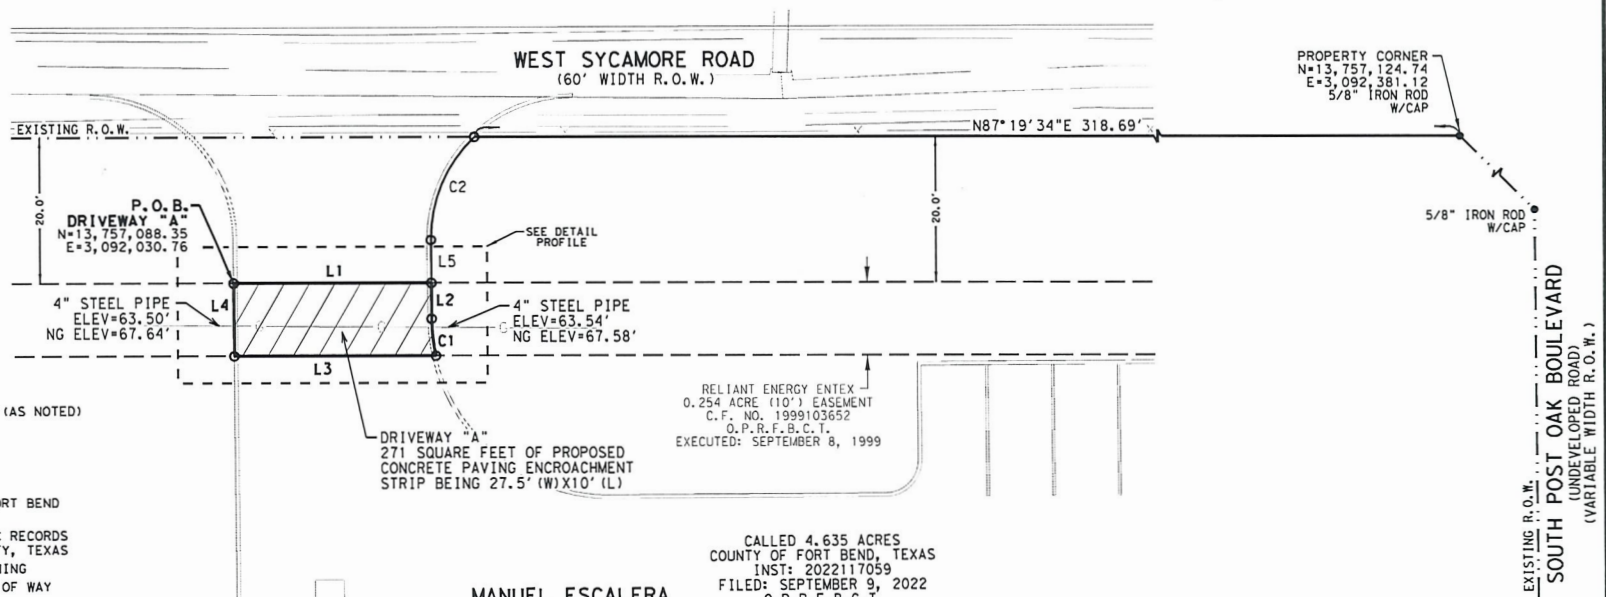 WEST SYCAMORE ROAD
(60' WIDTH R.O.W.)
PROPERTY CORNER
N=13,757,124.74
E=3,092,381.12
5/8" IRON ROD
W/CAP
EXISTING R.O.W.
N87°19'34"E 318.69'
C2
20.0'
20.0'
P.O.B.
DRIVEWAY "A"
N=13,757,088.35
E=3,092,030.76
SEE DETAIL
PROFILE
5/8" IRON ROD
W/CAP
L5
L1
L4
L2
4" STEEL PIPE
ELEV=63.50'
NG ELEV=67.64'
4" STEEL PIPE
ELEV=63.54'
NG ELEV=67.58'
C1
L3
RELIANT ENERGY ENTEX
0.254 ACRE (10') EASEMENT
C.F. NO. 1999103652
O.P.R.F.B.C.T.
EXECUTED: SEPTEMBER 8, 1999
(AS NOTED)
DRIVEWAY "A"
271 SQUARE FEET OF PROPOSED
CONCRETE PAVING ENCROACHMENT
STRIP BEING 27.5'(W)X10'(L)
ORT BEND
RECORDS
TY, TEXAS
ING
OF WAY
CALLED 4.635 ACRES
COUNTY OF FORT BEND, TEXAS
INST: 2022117059
FILED: SEPTEMBER 9, 2022
O.P.R.F.B.C.T.
MANUEL ESCALERA
EXISTING R.O.W.
SOUTH POST OAK BOULEVARD
(UNDEVELOPED ROAD)
(VARIABLE WIDTH R.O.W.)